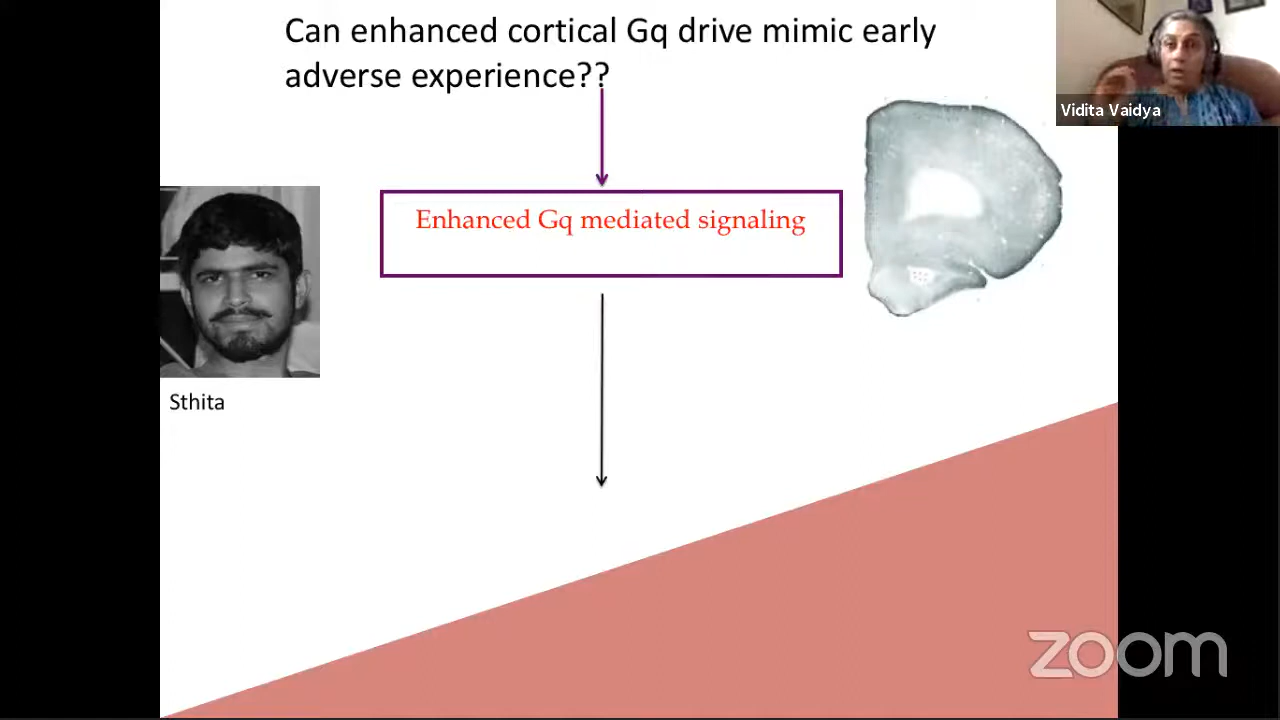 Can enhanced cortical Gq drive mimic early
adverse experience??
Vidita Vaidya
Enhanced Gq mediated signaling
Sthita
zoom